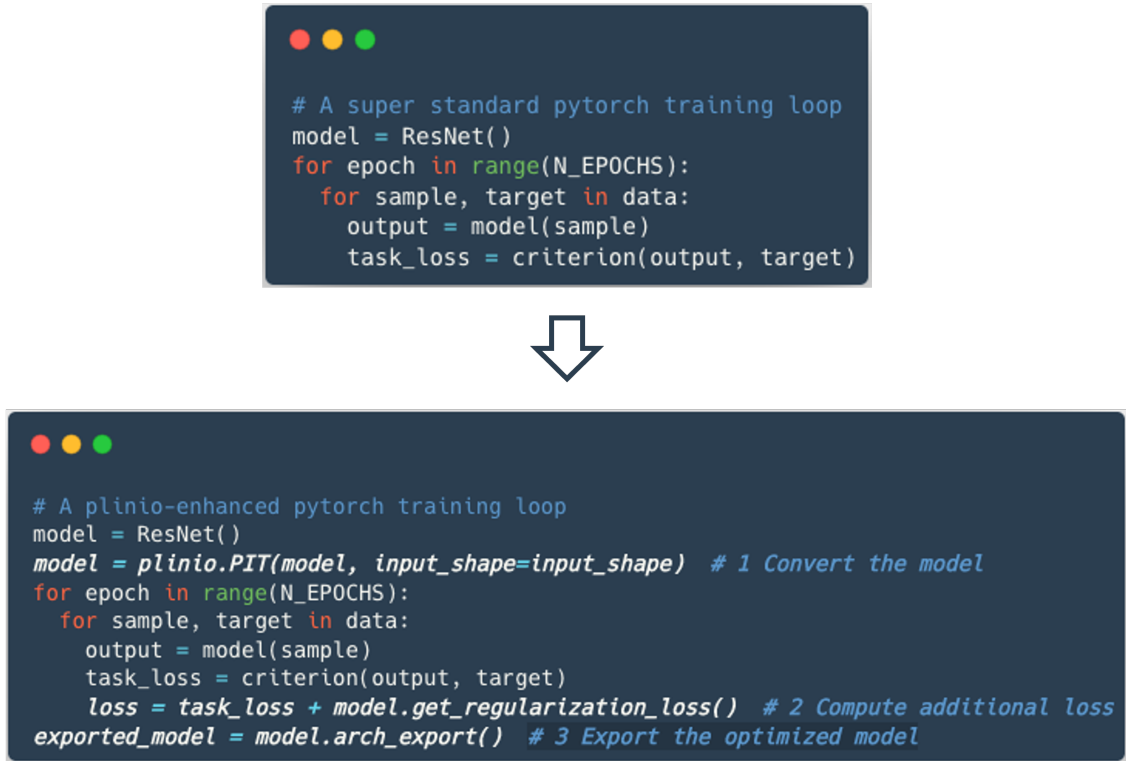 # A super standard pytorch training loop
model = ResNet()
for epoch in range(N_EPOCHS):
  for sample, target in data:
    output = model(sample)
    task_loss = criterion(output, target)
# A plinio-enhanced pytorch training loop
model = ResNet()
model = plinio.PIT(model, input_shape=input_shape)  # 1 Convert the model
for epoch in range(N_EPOCHS):
  for sample, target in data:
    output = model(sample)
    task_loss = criterion(output, target)
    loss = task_loss + model.get_regularization_loss()  # 2 Compute additional loss
exported_model = model.arch_export()  # 3 Export the optimized model